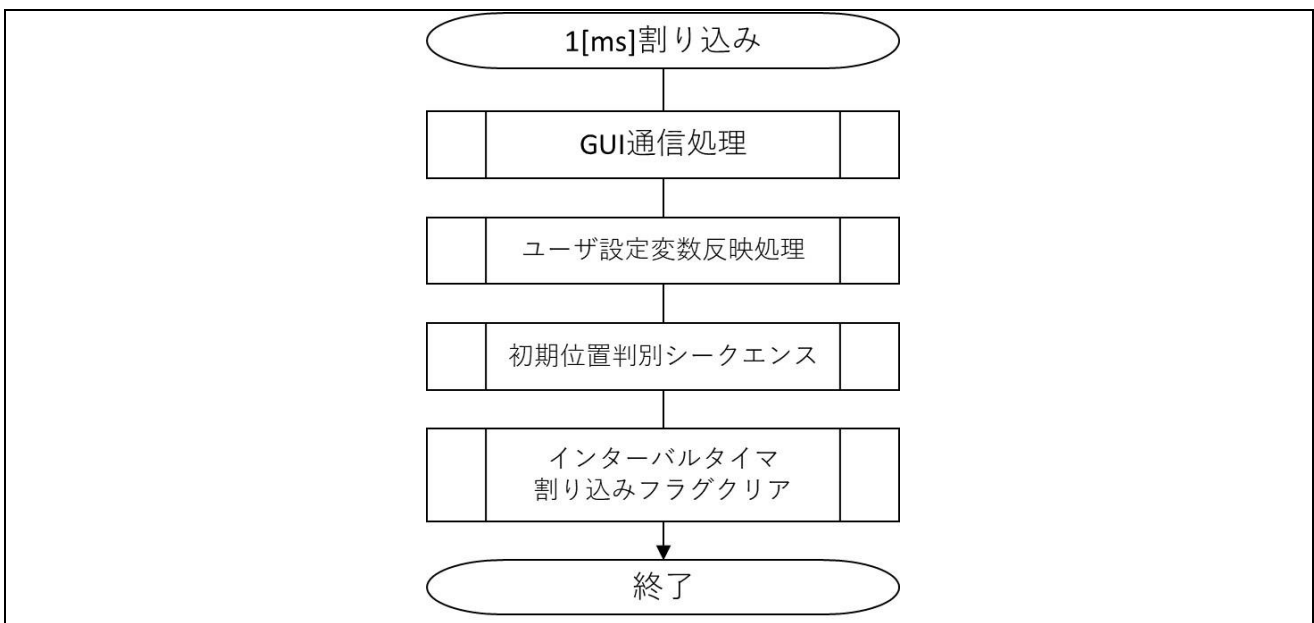 1[ms]割り込み
GUI通信処理
ユーザ設定変数反映処理
初期位置判別シークエンス
インターバルタイマ
割り込みフラグクリア
終了